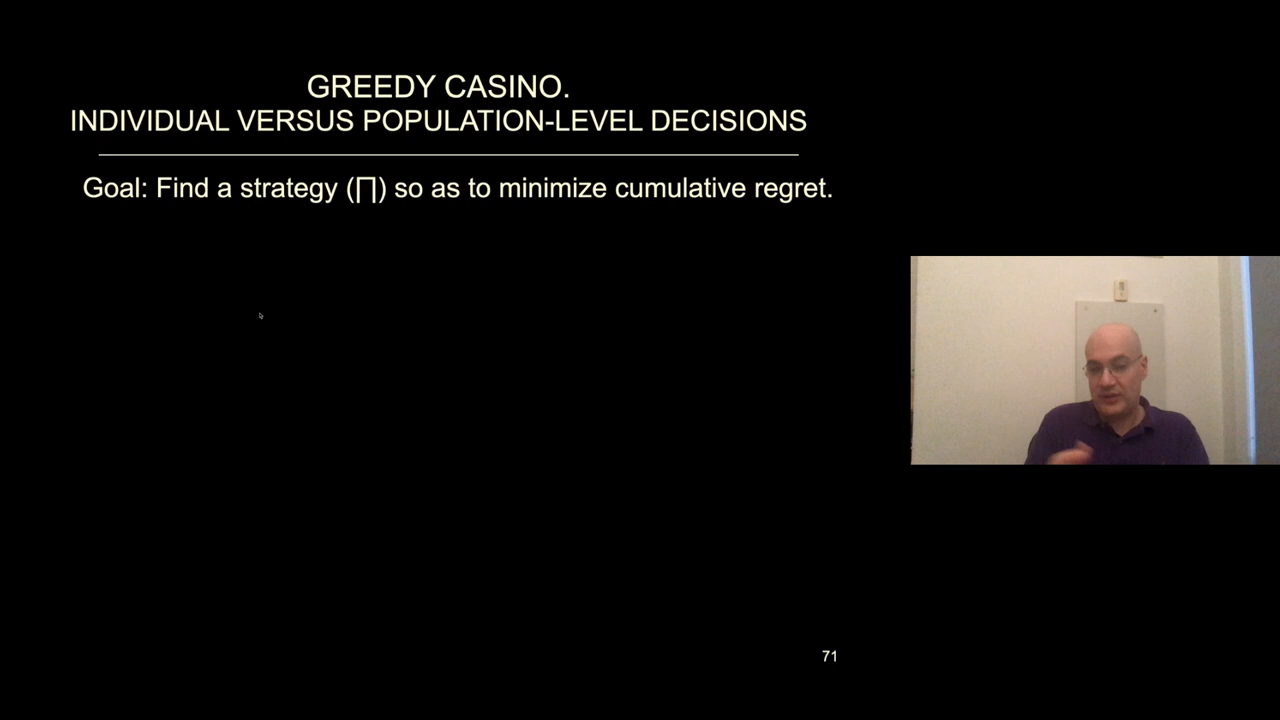 GREEDY CASINO.
INDIVIDUAL VERSUS POPULATION-LEVEL DECISIONS
Goal: Find a strategy (∏) so as to minimize cumulative regret.
71